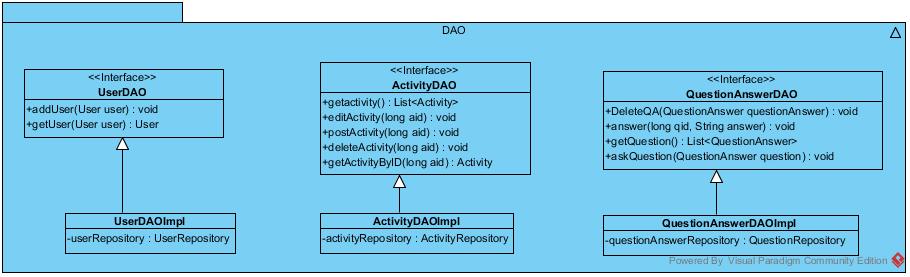 DAO
<<Interface>>
UserDAO
+addUser(User user) : void
+getUser(User user) : User
<<Interface>>
ActivityDAO
+getactivity() : List<Activity>
+editActivity(long aid) : void
+postActivity(long aid) : void
+deleteActivity(long aid) : void
+getActivityByID(long aid) : Activity
<<Interface>>
QuestionAnswerDAO
+DeleteQA(QuestionAnswer questionAnswer) : void
+answer(long qid, String answer) : void
+getQuestion() : List<QuestionAnswer>
+askQuestion(QuestionAnswer question) : void
UserDAOImpl
-userRepository : UserRepository
ActivityDAOImpl
-activityRepository : ActivityRepository
QuestionAnswerDAOImpl
-questionAnswerRepository : QuestionRepository
Powered By Visual Paradigm Community Edition